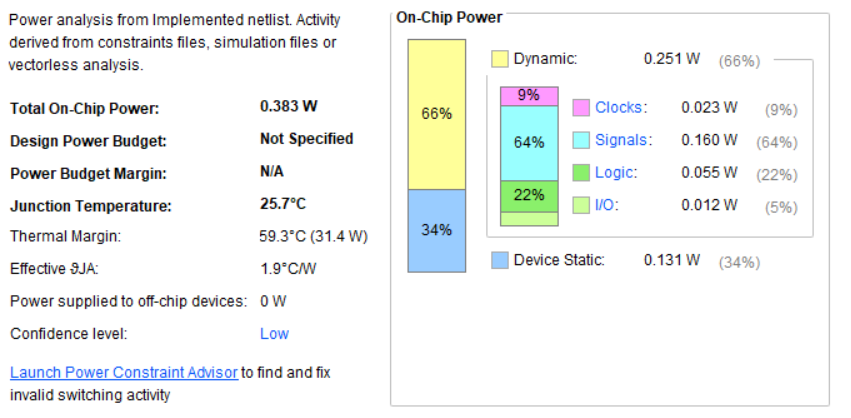 Power analysis from Implemented netlist. Activity
derived from constraints files, simulation files or
vectorless analysis.
Total On-Chip Power: 0.383 W
Design Power Budget: Not Specified
Power Budget Margin: N/A
Junction Temperature: 25.7°C
Thermal Margin: 59.3°C (31.4 W)
Effective ϑJA: 1.9°C/W
Power supplied to off-chip devices: 0 W
Confidence level: Low
Launch Power Constraint Advisor to find and fix
invalid switching activity
On-Chip Power
66%
34%
Dynamic: 0.251 W (66%)
9%
64%
22%
Clocks: 0.023 W (9%)
Signals: 0.160 W (64%)
Logic: 0.055 W (22%)
I/O: 0.012 W (5%)
Device Static: 0.131 W (34%)